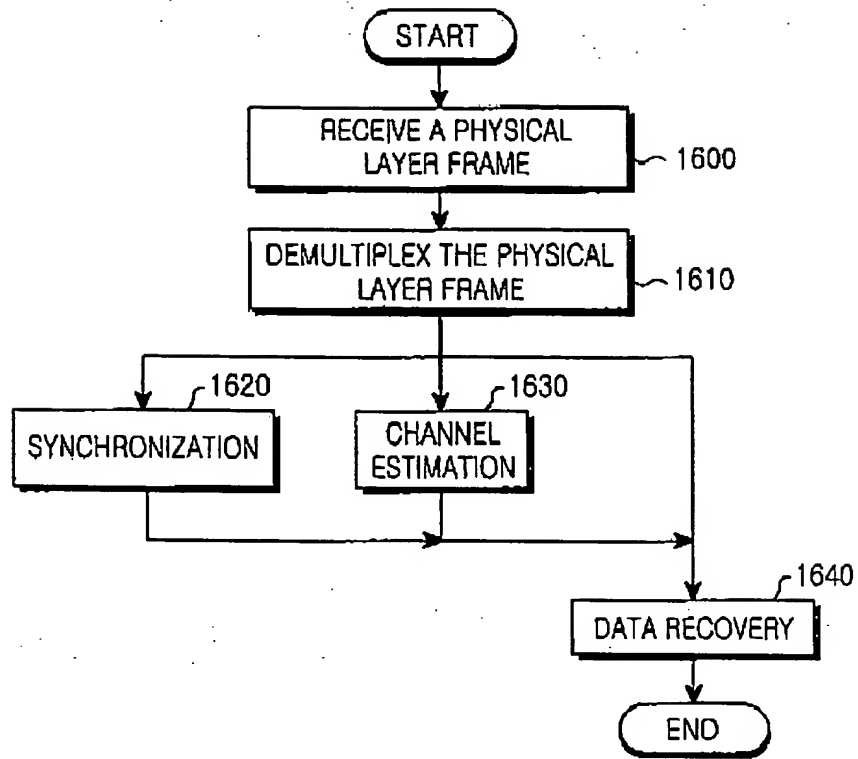 START
RECEIVE A PHYSICAL
LAYER FRAME
1600
DEMULTIPLEX THE PHYSICAL
LAYER FRAME
1610
1620
SYNCHRONIZATION
1630
CHANNEL
ESTIMATION
1640
DATA RECOVERY
END